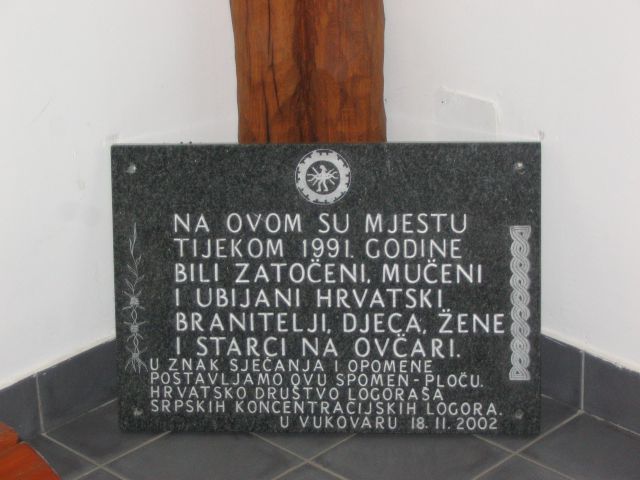 NA OVOM SU MJESTU
TIJEKOM 1991. GODINE
BILI ZATOČENI, MUČENI
I UBIJANI HRVATSKI
BRANITELJI, DJECA, ŽENE
I STARCI NA OVČARI.
U ZNAK SJEĆANJA I OPOMENE
POSTAVLJAMO OVU SPOMEN-PLOČU.
HRVATSKO DRUŠTVO LOGORAŠA
SRPSKIH KONCENTRACIJSKIH LOGORA.
U VUKOVARU 18.11.2002